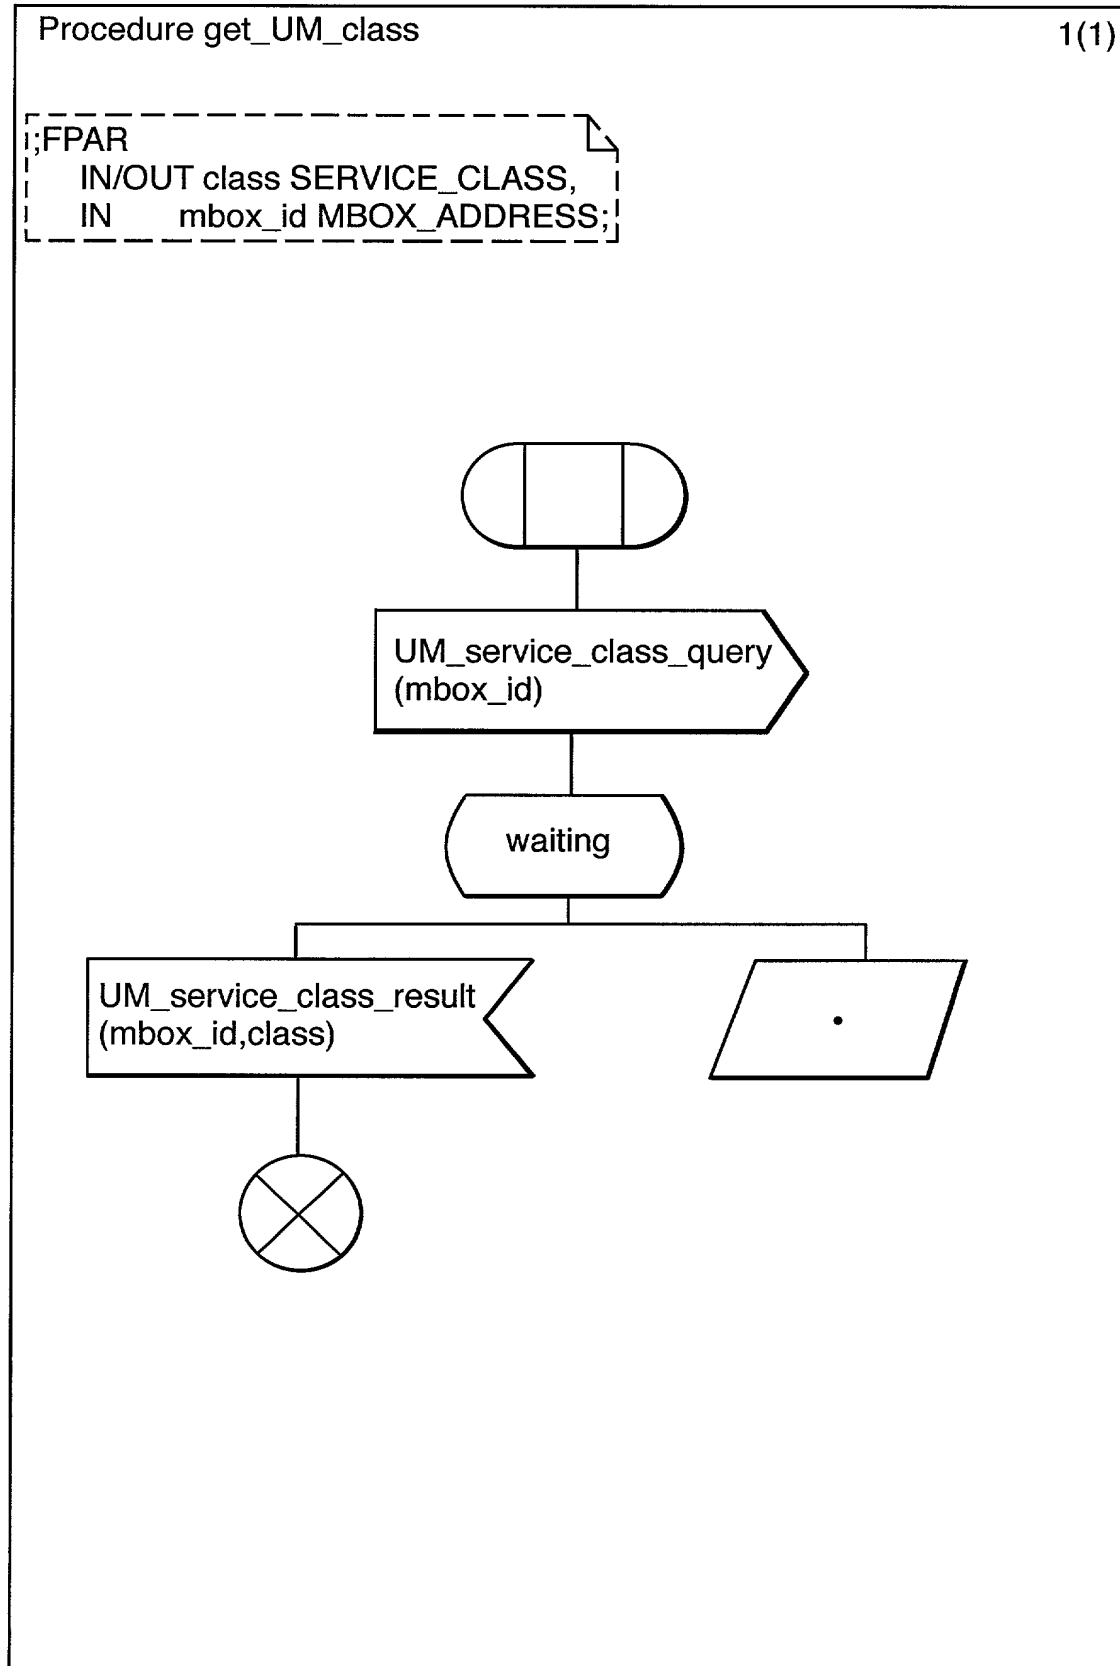 Procedure get_UM_class
1(1)
;FPAR
IN/OUT class SERVICE_CLASS,
IN mbox_id MBOX_ADDRESS;
UM_service_class_query
(mbox_id)
waiting
UM_service_class_result
(mbox_id,class)